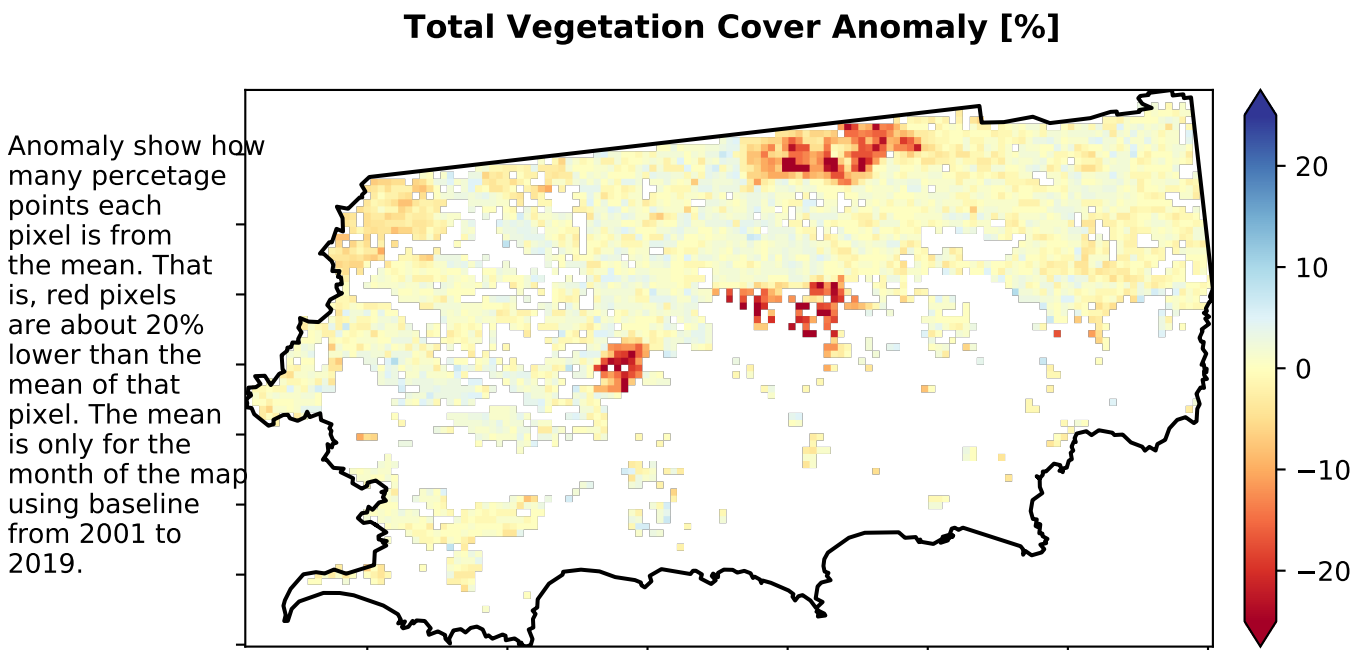 Total Vegetation Cover Anomaly [%]
Anomaly show how
many percetage
points each
pixel is from
the mean. That
is, red pixels
are about 20%
lower than the
mean of that
pixel. The mean
is only for the
month of the map
using baseline
from 2001 to
2019.
20
10
0
−10
−20